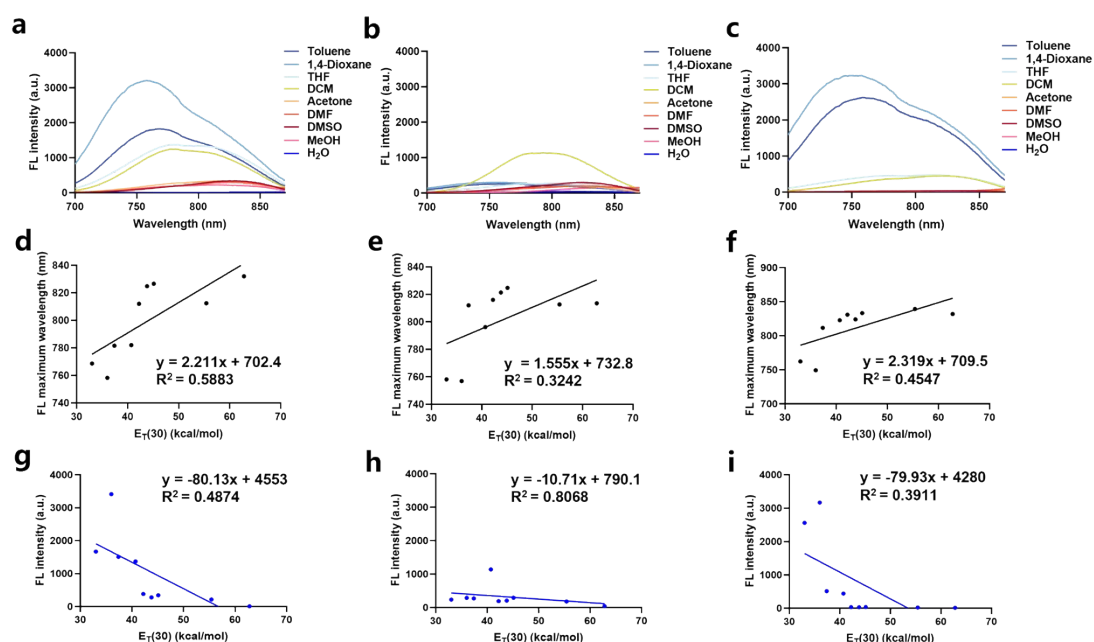 a
FL intensity (a.u.)
4000
3000
2000
1000
0
700
750
800
850
Wavelength (nm)
Toluene
1,4-Dioxane
THF
DCM
Acetone
DMF
DMSO
MeOH
H2O
b
FL intensity (a.u.)
4000
3000
2000
1000
0
700
750
800
850
Wavelength (nm)
Toluene
1,4-Dioxane
THF
DCM
Acetone
DMF
DMSO
MeOH
H2O
c
FL intensity (a.u.)
4000
3000
2000
1000
0
700
750
800
850
Wavelength (nm)
Toluene
1,4-Dioxane
THF
DCM
Acetone
DMF
DMSO
MeOH
H2O
d
FL maximum wavelength (nm)
840
820
800
780
760
740
30
40
50
60
70
y = 2.211x + 702.4
R2 = 0.5883
ET(30) (kcal/mol)
e
FL maximum wavelength (nm)
840
820
800
780
760
740
30
40
50
60
70
y = 1.555x + 732.8
R2 = 0.3242
ET(30) (kcal/mol)
f
FL maximum wavelength (nm)
900
850
800
750
700
30
40
50
60
70
y = 2.319x + 709.5
R2 = 0.4547
ET(30) (kcal/mol)
g
FL intensity (a.u.)
4000
3000
2000
1000
0
30
40
50
60
70
y = -80.13x + 4553
R2 = 0.4874
ET(30) (kcal/mol)
h
FL intensity (a.u.)
4000
3000
2000
1000
0
30
40
50
60
70
y = -10.71x + 790.1
R2 = 0.8068
ET(30) (kcal/mol)
i
FL intensity (a.u.)
4000
3000
2000
1000
0
30
40
50
60
70
y = -79.93x + 4280
R2 = 0.3911
ET(30) (kcal/mol)